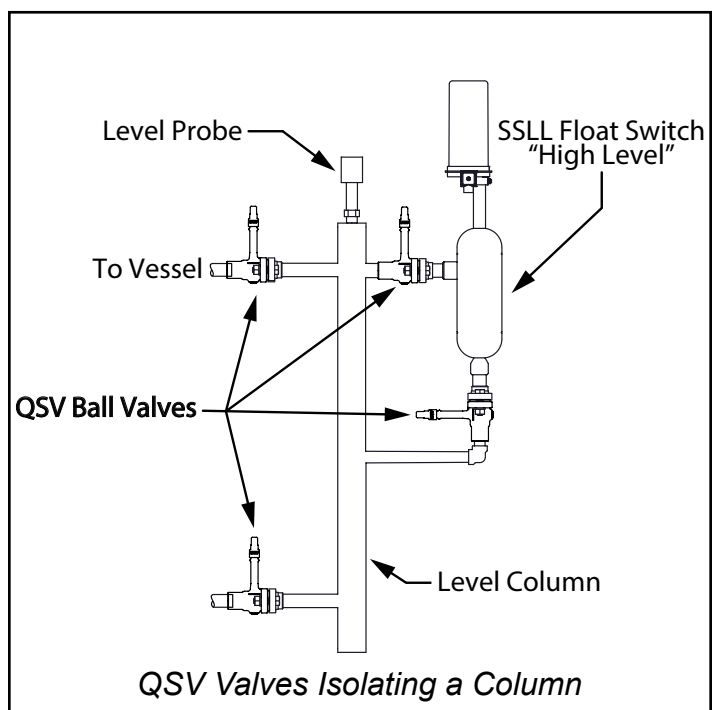 Level Probe
SSLL Float Switch
“High Level”
To Vessel
QSV Ball Valves
Level Column
QSV Valves Isolating a Column